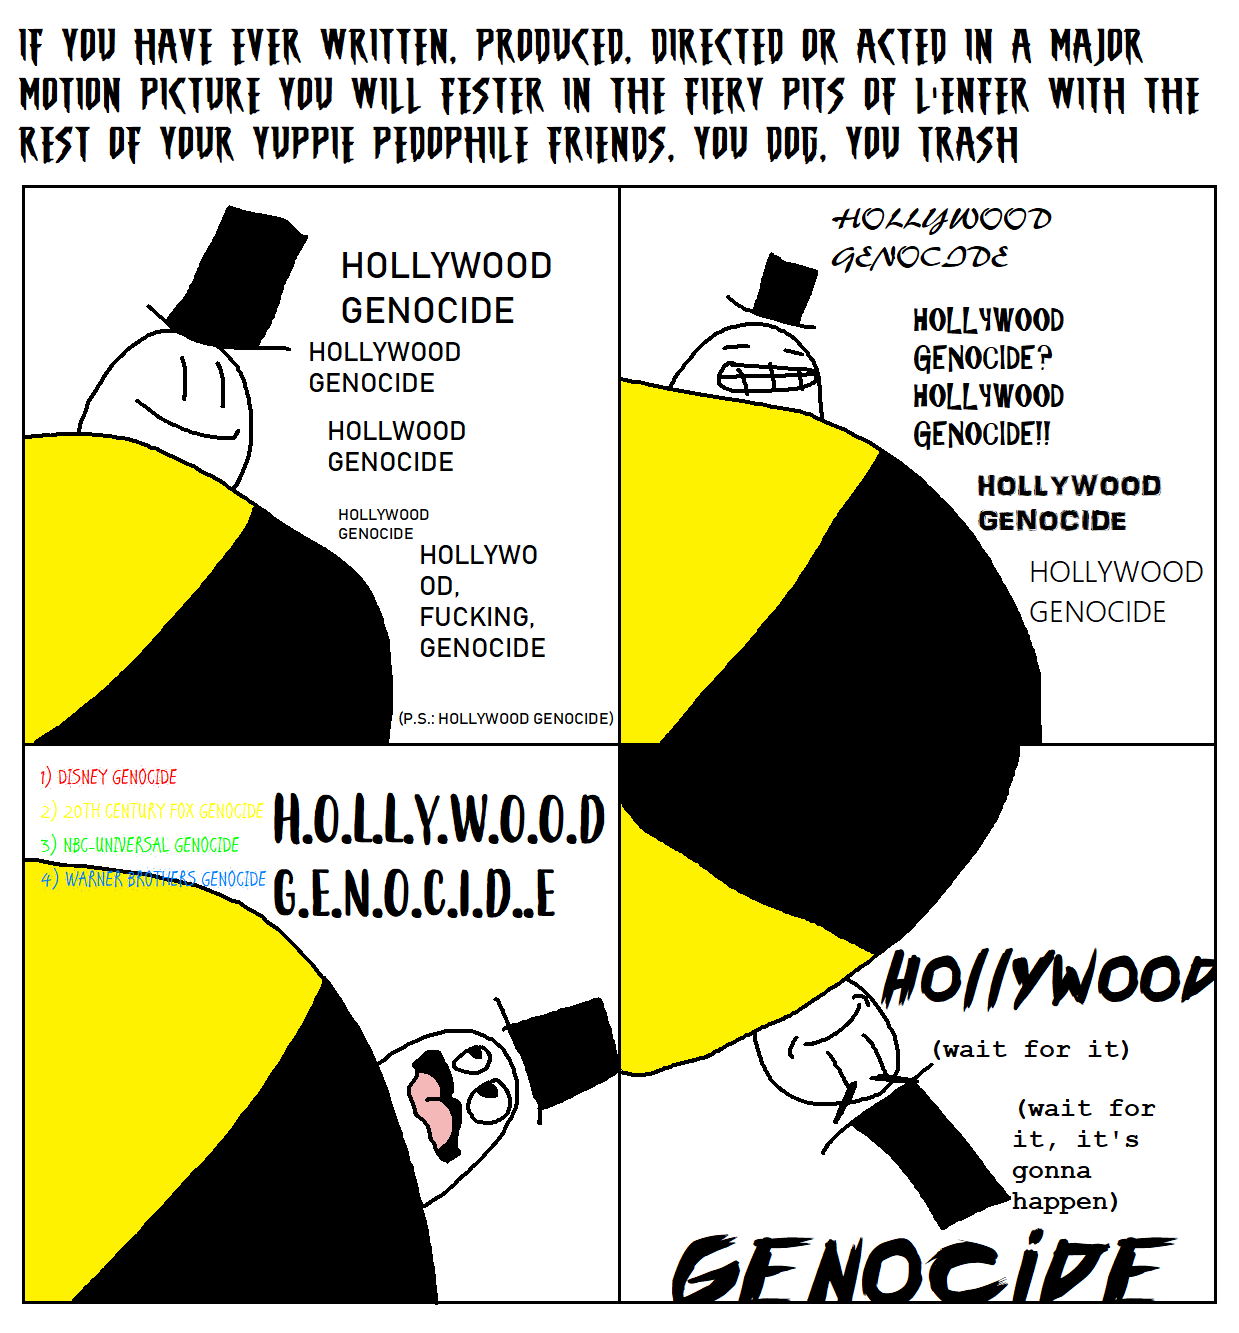 IF YOU HAVE EVER WRITTEN, PRODUCED, DIRECTED OR ACTED IN A MAJOR
MOTION PICTURE YOU WILL FESTER IN THE FIERY PITS OF L'ENFER WITH THE
REST OF YOUR YUPPIE PEDOPHILE FRIENDS, YOU DOG, YOU TRASH
HOLLYWOOD
GENOCIDE
HOLLYWOOD
GENOCIDE
HOLLWOOD
GENOCIDE
HOLLYWOOD
GENOCIDE
HOLLYWO
OD,
FUCKING,
GENOCIDE
(P.S.: HOLLYWOOD GENOCIDE)
HOLLYWOOD
GENOCIDE
HOLLYWOOD
GENOCIDE?
HOLLYWOOD
GENOCIDE!!
HOLLYWOOD
GENOCIDE
HOLLYWOOD
GENOCIDE
1) DISNEY GENOCIDE
2) 20TH CENTURY FOX GENOCIDE
3) NBC-UNIVERSAL GENOCIDE
4) WARNER BROTHERS GENOCIDE
H.O.L.L.Y.W.O.O.D
G.E.N.O.C.I.D..E
HOllYWOOD
(wait for it)
(wait for
it, it's
gonna
happen)
GENOCiDE